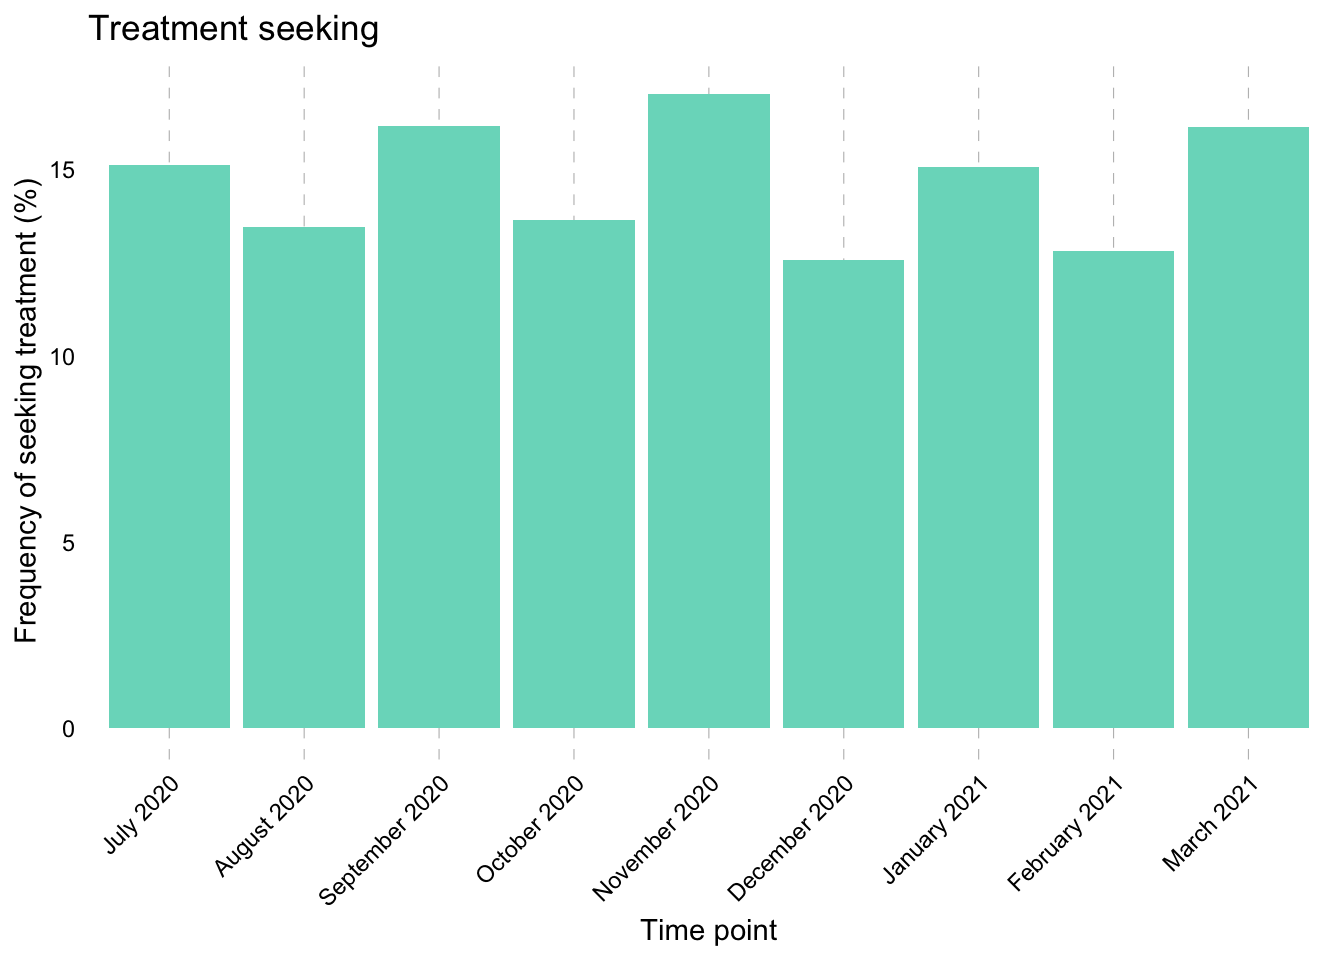 Treatment seeking
Frequency of seeking treatment (%)
15
10
5
0
July 2020
August 2020
September 2020
October 2020
November 2020
December 2020
January 2021
February 2021
March 2021
Time point